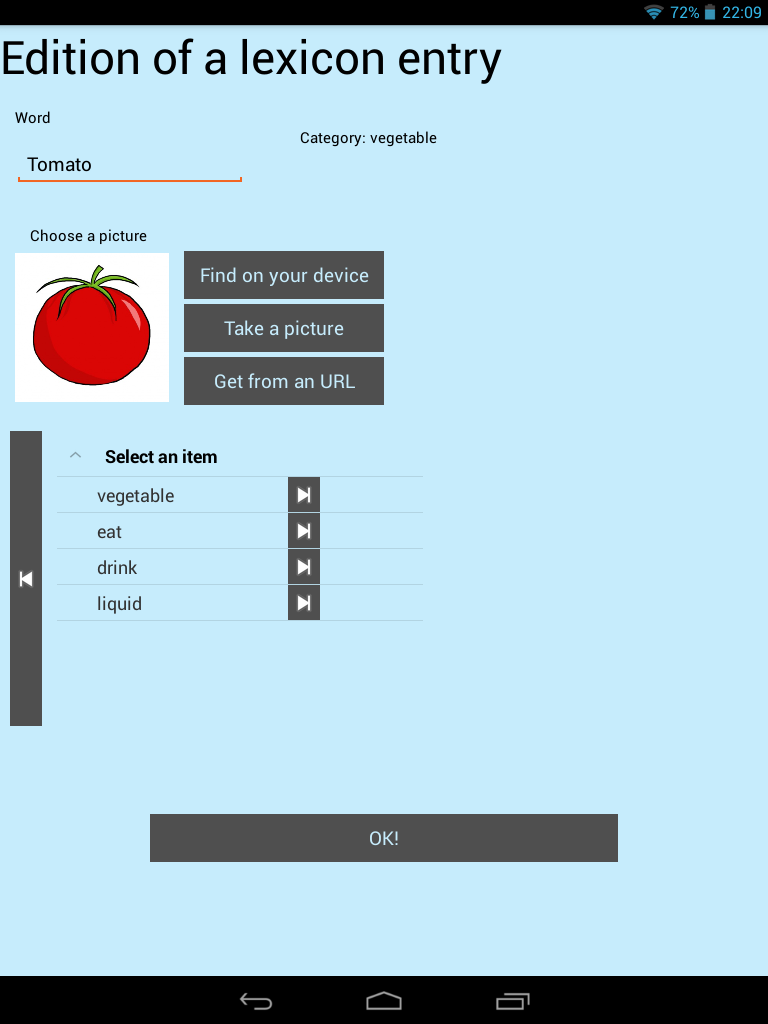 72% 22:09
Edition of a lexicon entry
Word
Category: vegetable
Tomato
Choose a picture
Find on your device
Take a picture
Get from an URL
Select an item
vegetable
eat
drink
liquid
OK!